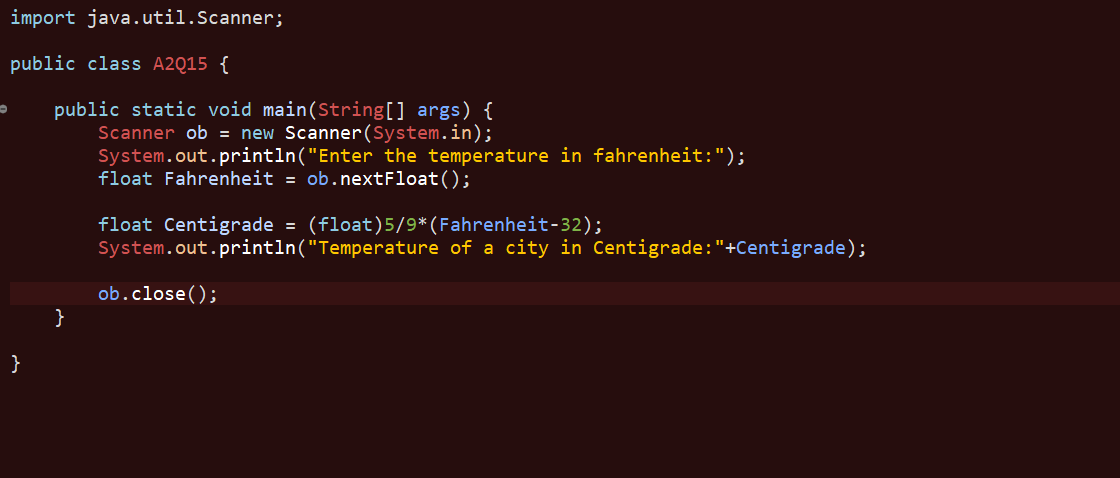 import java.util.Scanner;
public class A2Q15 {
public static void main(String[] args) {
Scanner ob = new Scanner(System.in);
System.out.println("Enter the temperature in fahrenheit:");
float Fahrenheit = ob.nextFloat();
float Centigrade = (float)5/9*(Fahrenheit-32);
System.out.println("Temperature of a city in Centigrade:"+Centigrade);
ob.close();
}
}